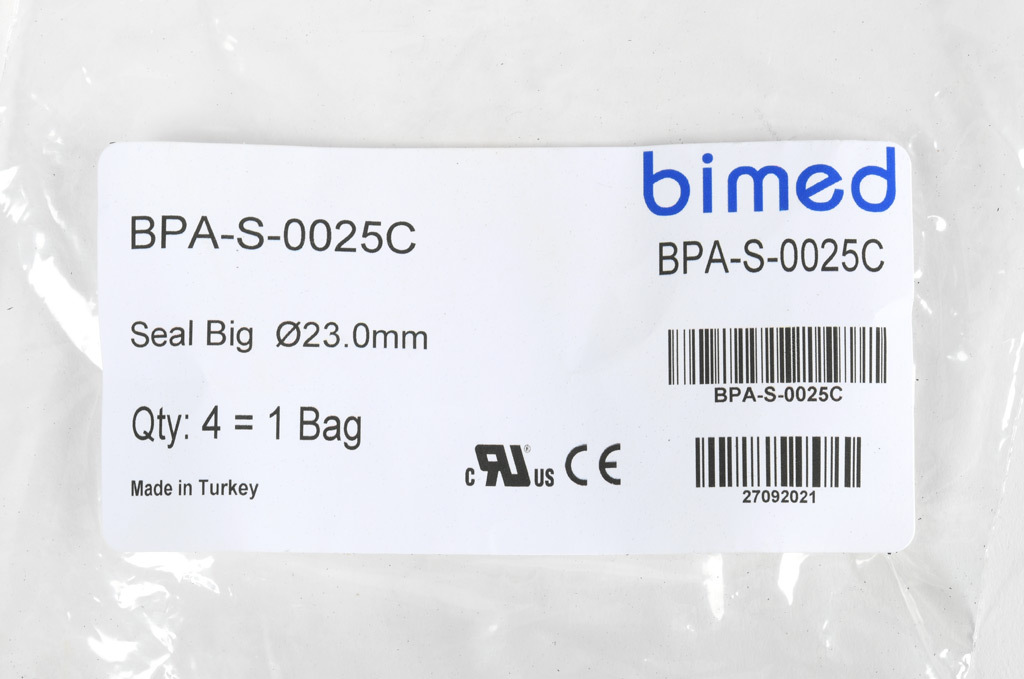 bimed
BPA-S-0025C
BPA-S-0025C
Seal Big Ø23.0mm
BPA-S-0025C
Qty: 4 = 1 Bag
c RU ® US CE
Made in Turkey
27092021